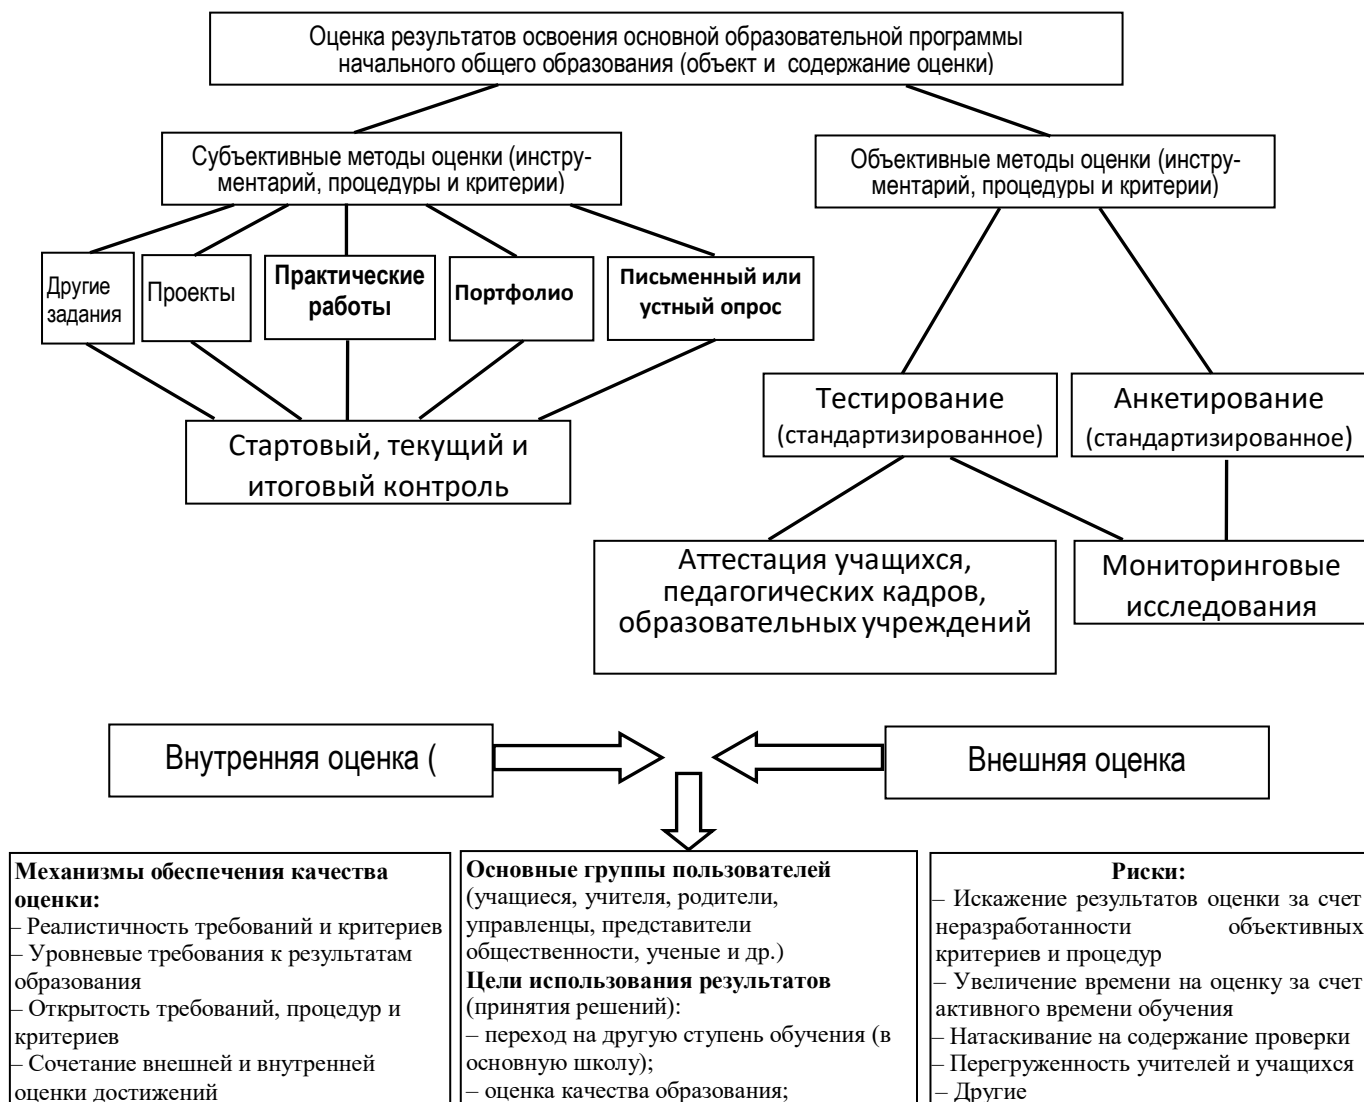 Оценка результатов освоения основной образовательной программы
начального общего образования (объект и содержание оценки)
Субъективные методы оценки (инстру-
ментарий, процедуры и критерии)
Объективные методы оценки (инстру-
ментарий, процедуры и критерии)
Другие
задания
Проекты
Практические
работы
Портфолио
Письменный или
устный опрос
Тестирование
(стандартизированное)
Анкетирование
(стандартизированное)
Стартовый, текущий и
итоговый контроль
Аттестация учащихся,
педагогических кадров,
образовательных учреждений
Мониторинговые
исследования
Внутренняя оценка (
Внешняя оценка
Механизмы обеспечения качества
оценки:
– Реалистичность требований и критериев
– Уровневые требования к результатам
образования
– Открытость требований, процедур и
критериев
– Сочетание внешней и внутренней
оценки достижений
Основные группы пользователей
(учащиеся, учителя, родители,
управленцы, представители
общественности, ученые и др.)
Цели использования результатов
(принятия решений):
– переход на другую ступень обучения (в
основную школу);
– оценка качества образования;
Риски:
– Искажение результатов оценки за счет
неразработанности объективных
критериев и процедур
– Увеличение времени на оценку за счет
активного времени обучения
– Натаскивание на содержание проверки
– Перегруженность учителей и учащихся
– Другие